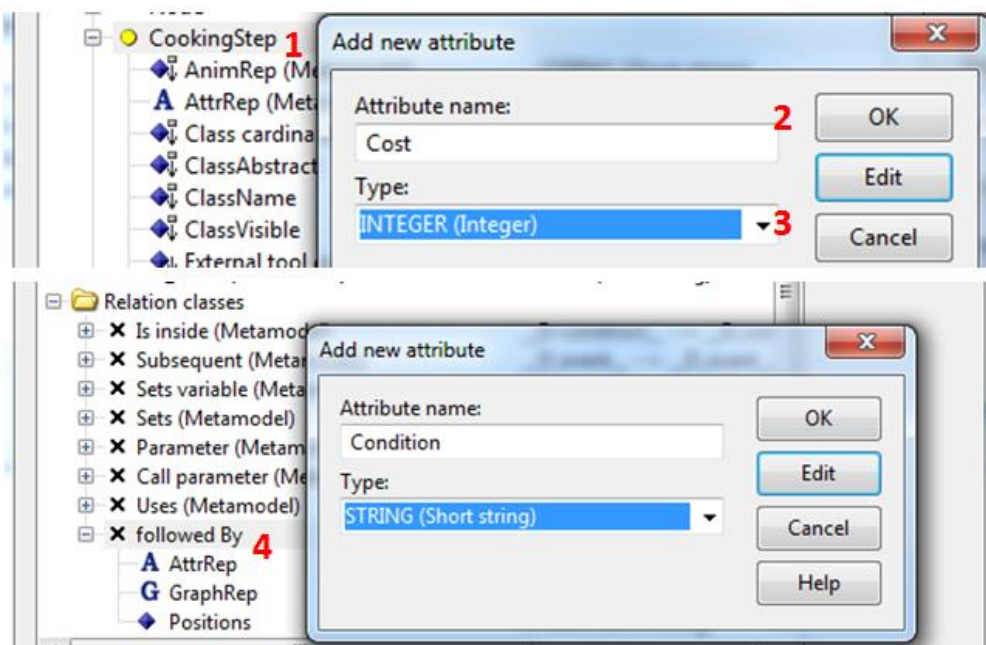 CookingStep 1
AnimRep (Me
AttrRep (Meta
Class cardina
ClassAbstract
ClassName
ClassVisible
External tool
Add new attribute
Attribute name:
Cost
2
OK
Edit
Type:
INTEGER (Integer)
3
Cancel
Relation classes
Is inside (Metamod
Subsequent (Metar
Sets variable (Meta
Sets (Metamodel)
Parameter (Metam
Call parameter (Me
Uses (Metamodel)
followed By 4
A AttrRep
G GraphRep
Positions
Add new attribute
Attribute name:
Condition
OK
Type:
Edit
STRING (Short string)
Cancel
Help